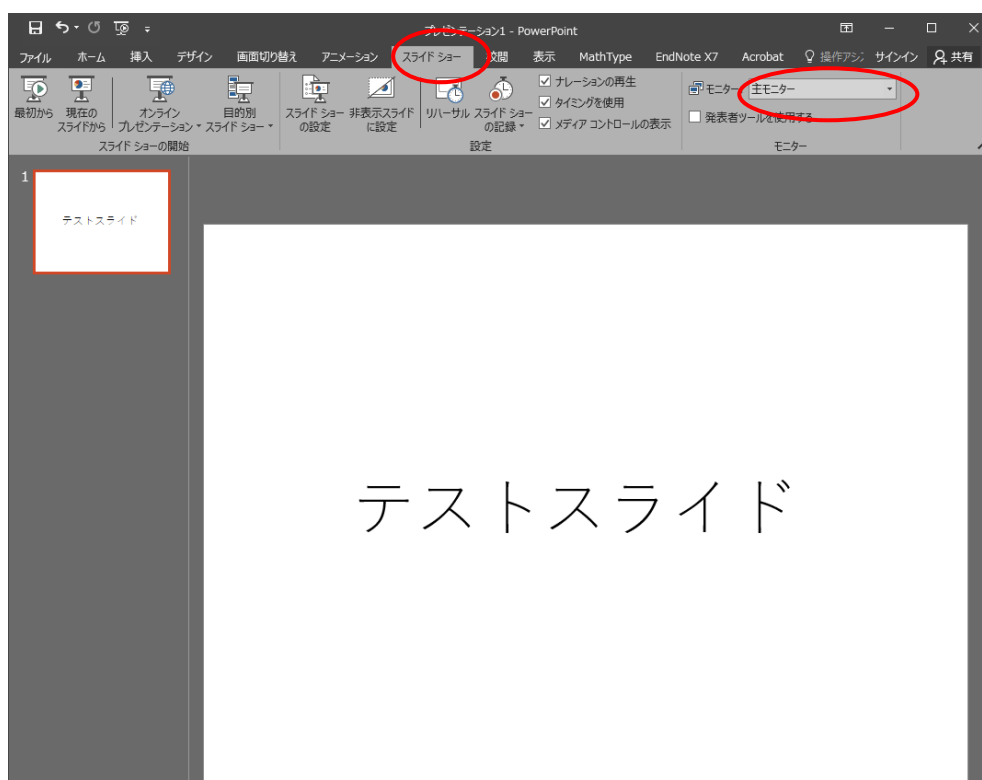 プレゼンテーション1 - PowerPoint
ファイル ホーム 挿入 デザイン 画面切り替え アニメーション スライド ショー 校閲 表示 MathType EndNote X7 Acrobat 操作アシ サインイン 共有
最初から 現在の オンライン 目的別 スライド ショー 非表示スライド リハーサル スライド ショー
スライドから プレゼンテーション スライド ショー の設定 に設定 の記録
ナレーションの再生
タイミングを使用
メディア コントロールの表示
モニター: 主モニター
発表者ツールを使用する
スライド ショーの開始 設定 モニター
1
テストスライド
テストスライド